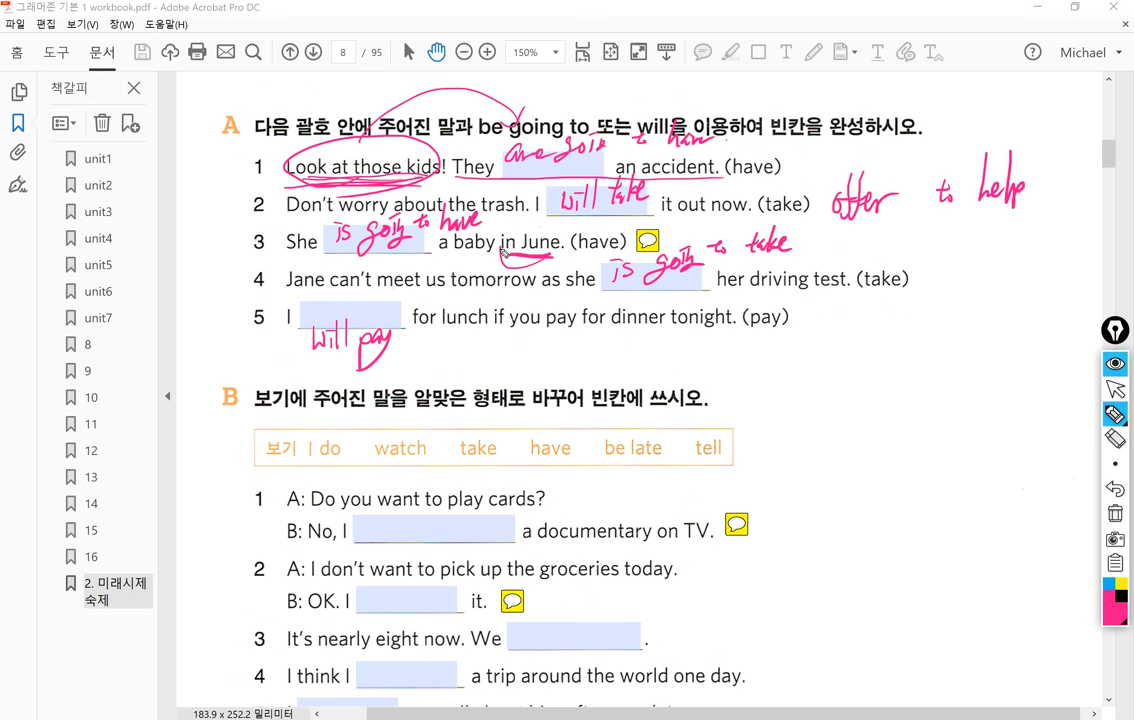 그래머존 기본 1 workbook.pdf - Adobe Acrobat Pro DC
파일 편집 보기(V) 창(W) 도움말(H)
홈 도구 문서 8 / 95 150% Michael
책갈피
unit1
unit2
unit3
unit4
unit5
unit6
unit7
8
9
10
11
12
13
14
15
16
2. 미래시제
숙제
A 다음 괄호 안에 주어진 말과 be going to 또는 will을 이용하여 빈칸을 완성하시오.
are going to have
1 Look at those kids! They an accident. (have)
2 Don't worry about the trash. I will take it out now. (take) offer to help
3 She is going to have a baby in June. (have)
4 Jane can't meet us tomorrow as she is going to take her driving test. (take)
5 I for lunch if you pay for dinner tonight. (pay)
will pay
B 보기에 주어진 말을 알맞은 형태로 바꾸어 빈칸에 쓰시오.
보기 I do watch take have be late tell
1 A: Do you want to play cards?
B: No, I a documentary on TV.
2 A: I don't want to pick up the groceries today.
B: OK. I it.
3 It's nearly eight now. We .
4 I think I a trip around the world one day.
183.9 x 252.2 밀리미터